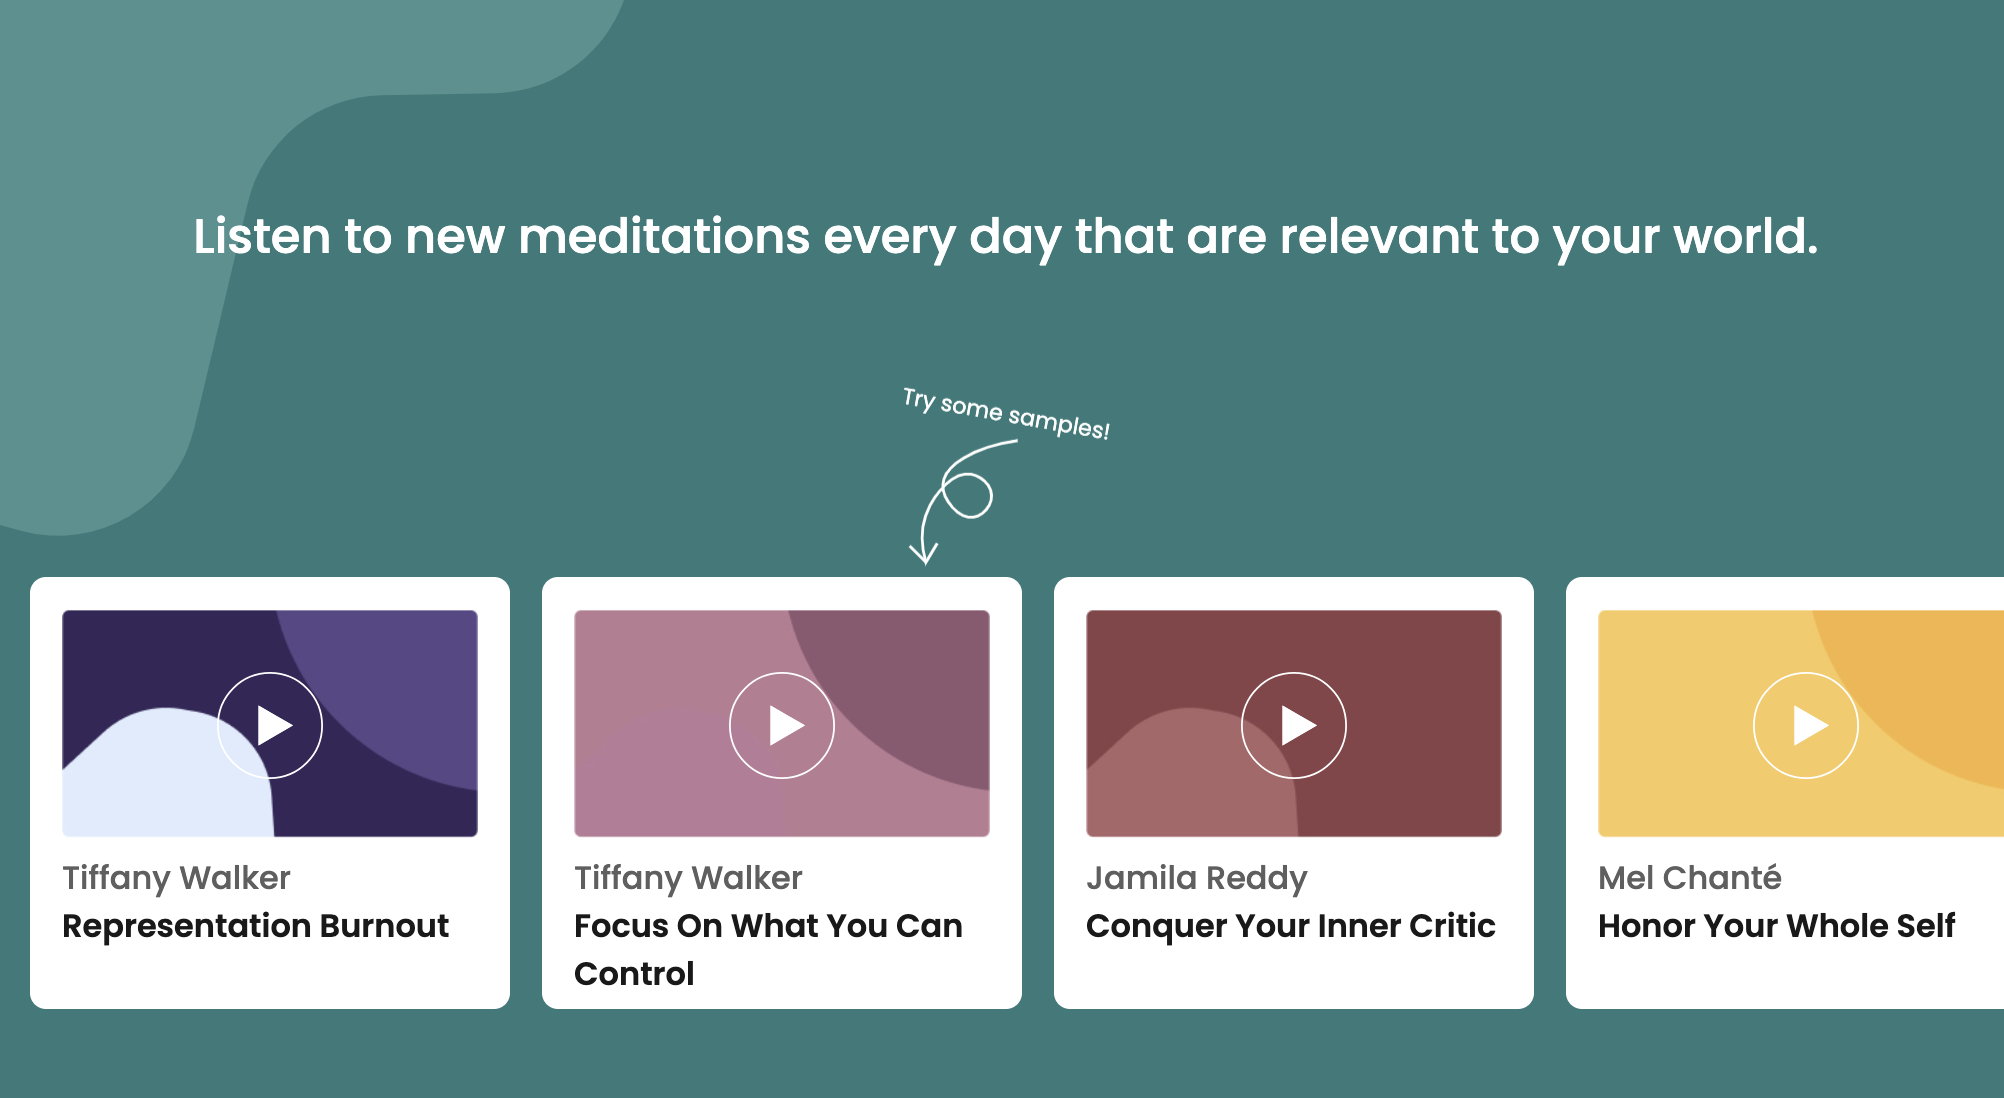 Listen to new meditations every day that are relevant to your world.
Try some samples!
Tiffany Walker
Representation Burnout
Tiffany Walker
Focus On What You Can
Control
Jamila Reddy
Conquer Your Inner Critic
Mel Chanté
Honor Your Whole Self